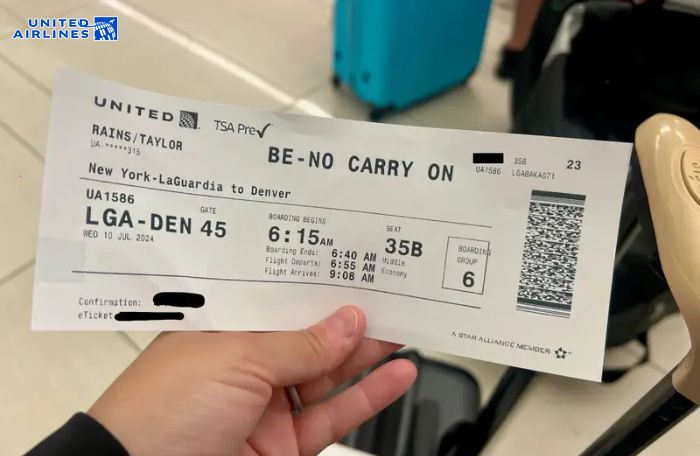 UNITED
AIRLINES
UNITED
TSA Pre✓
RAINS/TAYLOR
UA-*****315
BE-NO CARRY ON
UA1586
35B
LGABAKA071
23
New York-LaGuardia to Denver
UA1586
LGA-DEN
WED 10 JUL 2024
GATE
45
BOARDING BEGINS
6:15AM
Boarding Ends: 6:40 AM
Flight Departs: 6:55 AM
Flight Arrives: 9:08 AM
SEAT
35B
Middle
Economy
BOARDING
GROUP
6
Confirmation:
eTicket
A STAR ALLIANCE MEMBER